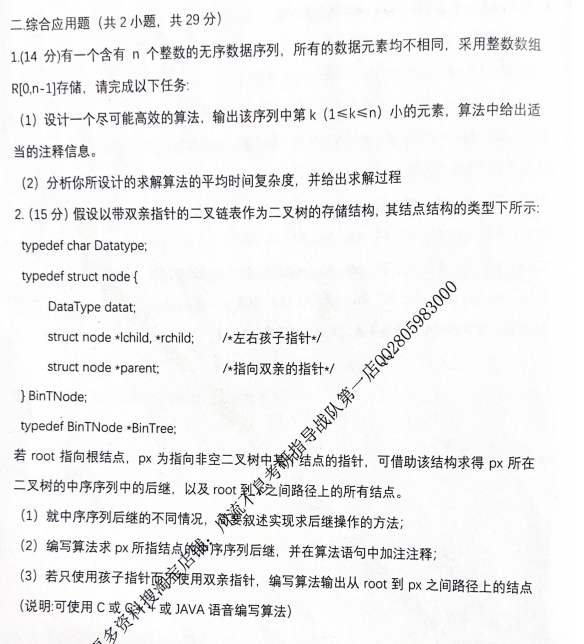 二.综合应用题（共 2 小题，共 29 分）
1.(14 分)有一个含有 n 个整数的无序数据序列，所有的数据元素均不相同，采用整数数组
R[0,n-1]存储，请完成以下任务:
（1）设计一个尽可能高效的算法，输出该序列中第 k（1≤k≤n）小的元素，算法中给出适
当的注释信息。
（2）分析你所设计的求解算法的平均时间复杂度，并给出求解过程
2.（15 分）假设以带双亲指针的二叉链表作为二叉树的存储结构，其结点结构的类型下所示:
typedef char Datatype;
typedef struct node {
DataType datat;
struct node *lchild, *rchild; /*左右孩子指针*/
struct node *parent; /*指向双亲的指针*/
} BinTNode;
typedef BinTNode *BinTree;
若 root 指向根结点，px 为指向非空二叉树中某个结点的指针，可借助该结构求得 px 所在
二叉树的中序序列中的后继，以及 root 到 之间路径上的所有结点。
（1）就中序序列后继的不同情况，简要叙述实现求后继操作的方法；
（2）编写算法求 px 所指结点的中序序列后继，并在算法语句中加注注释；
（3）若只使用孩子指针而不使用双亲指针，编写算法输出从 root 到 px 之间路径上的结点
（说明:可使用 C 或 或 JAVA 语音编写算法）
更多资料搜淘宝店铺：川流不息考研指导战队第一店QQ2805983000